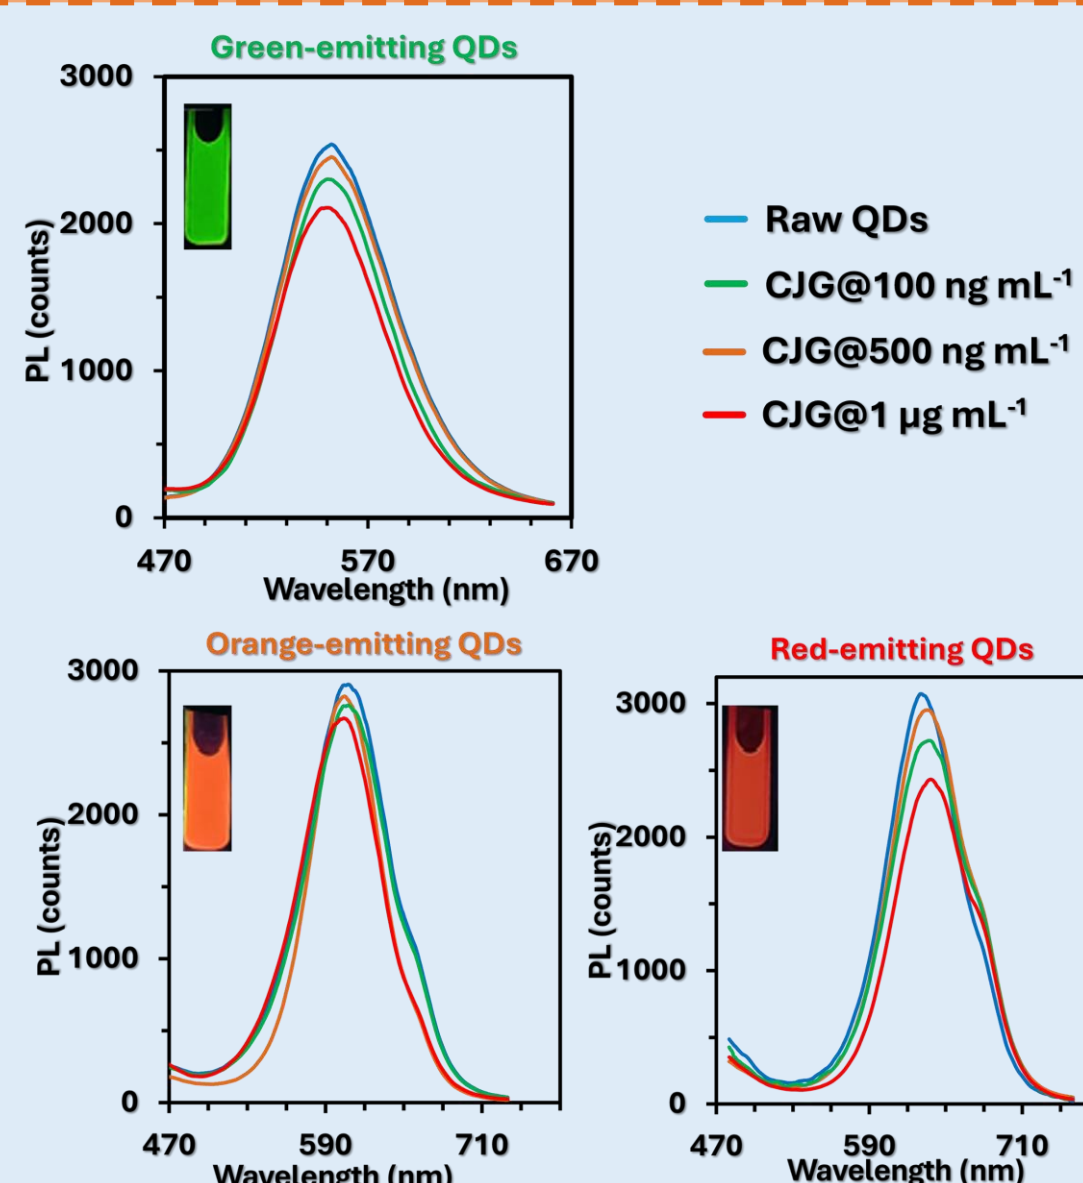 Green-emitting QDs
3000
2000
1000
0
PL (counts)
470 570 670
Wavelength (nm)
Raw QDs
CJG@100 ng mL⁻¹
CJG@500 ng mL⁻¹
CJG@1 µg mL⁻¹
Orange-emitting QDs
3000
2000
1000
0
PL (counts)
470 590 710
Wavelength (nm)
Red-emitting QDs
3000
2000
1000
0
PL (counts)
470 590 710
Wavelength (nm)